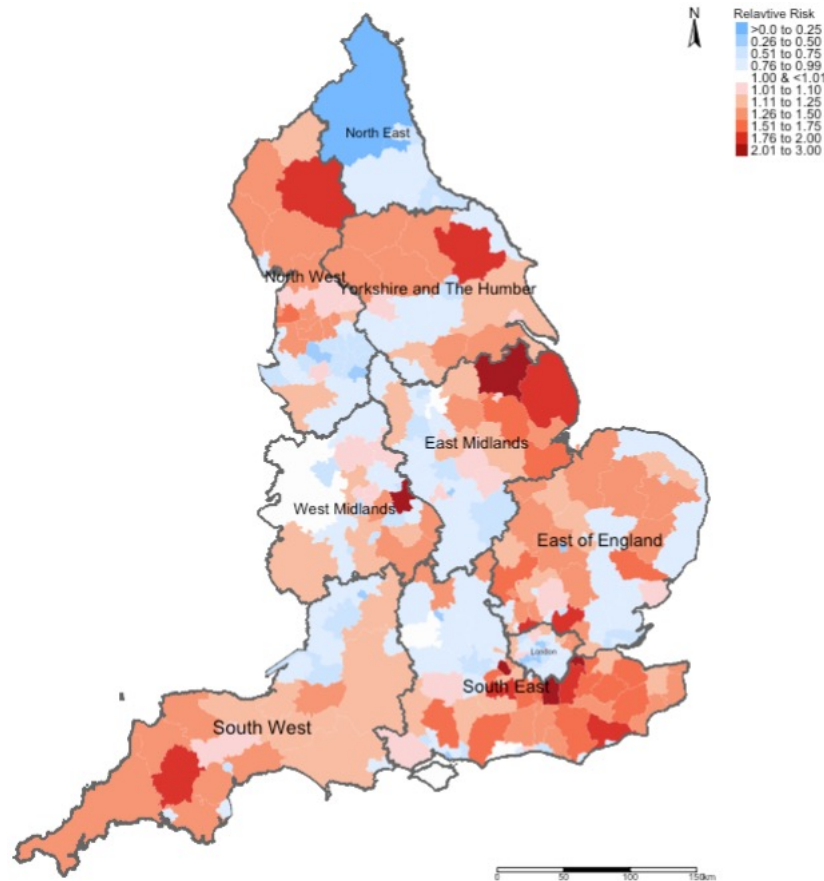 N
Relavtive Risk
>0.0 to 0.25
0.26 to 0.50
0.51 to 0.75
0.76 to 0.99
1.00 & <1.01
1.01 to 1.10
1.11 to 1.25
1.26 to 1.50
1.51 to 1.75
1.76 to 2.00
2.01 to 3.00
North East
North West
Yorkshire and The Humber
East Midlands
West Midlands
East of England
London
South East
South West
0 50 100 150km